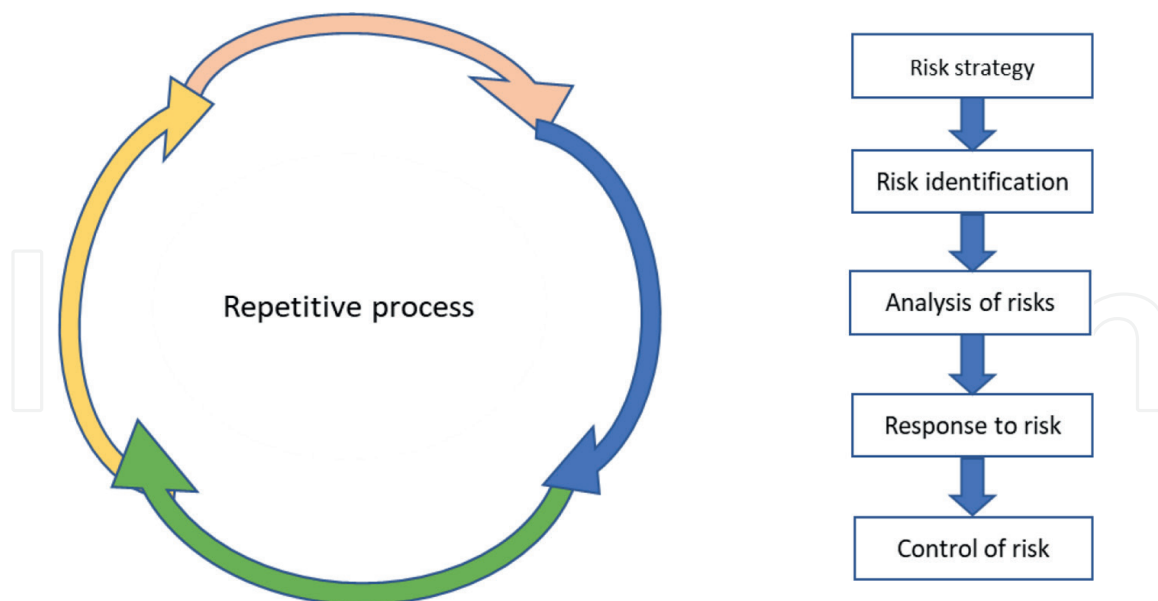 Repetitive process
Risk strategy
Risk identification
Analysis of risks
Response to risk
Control of risk